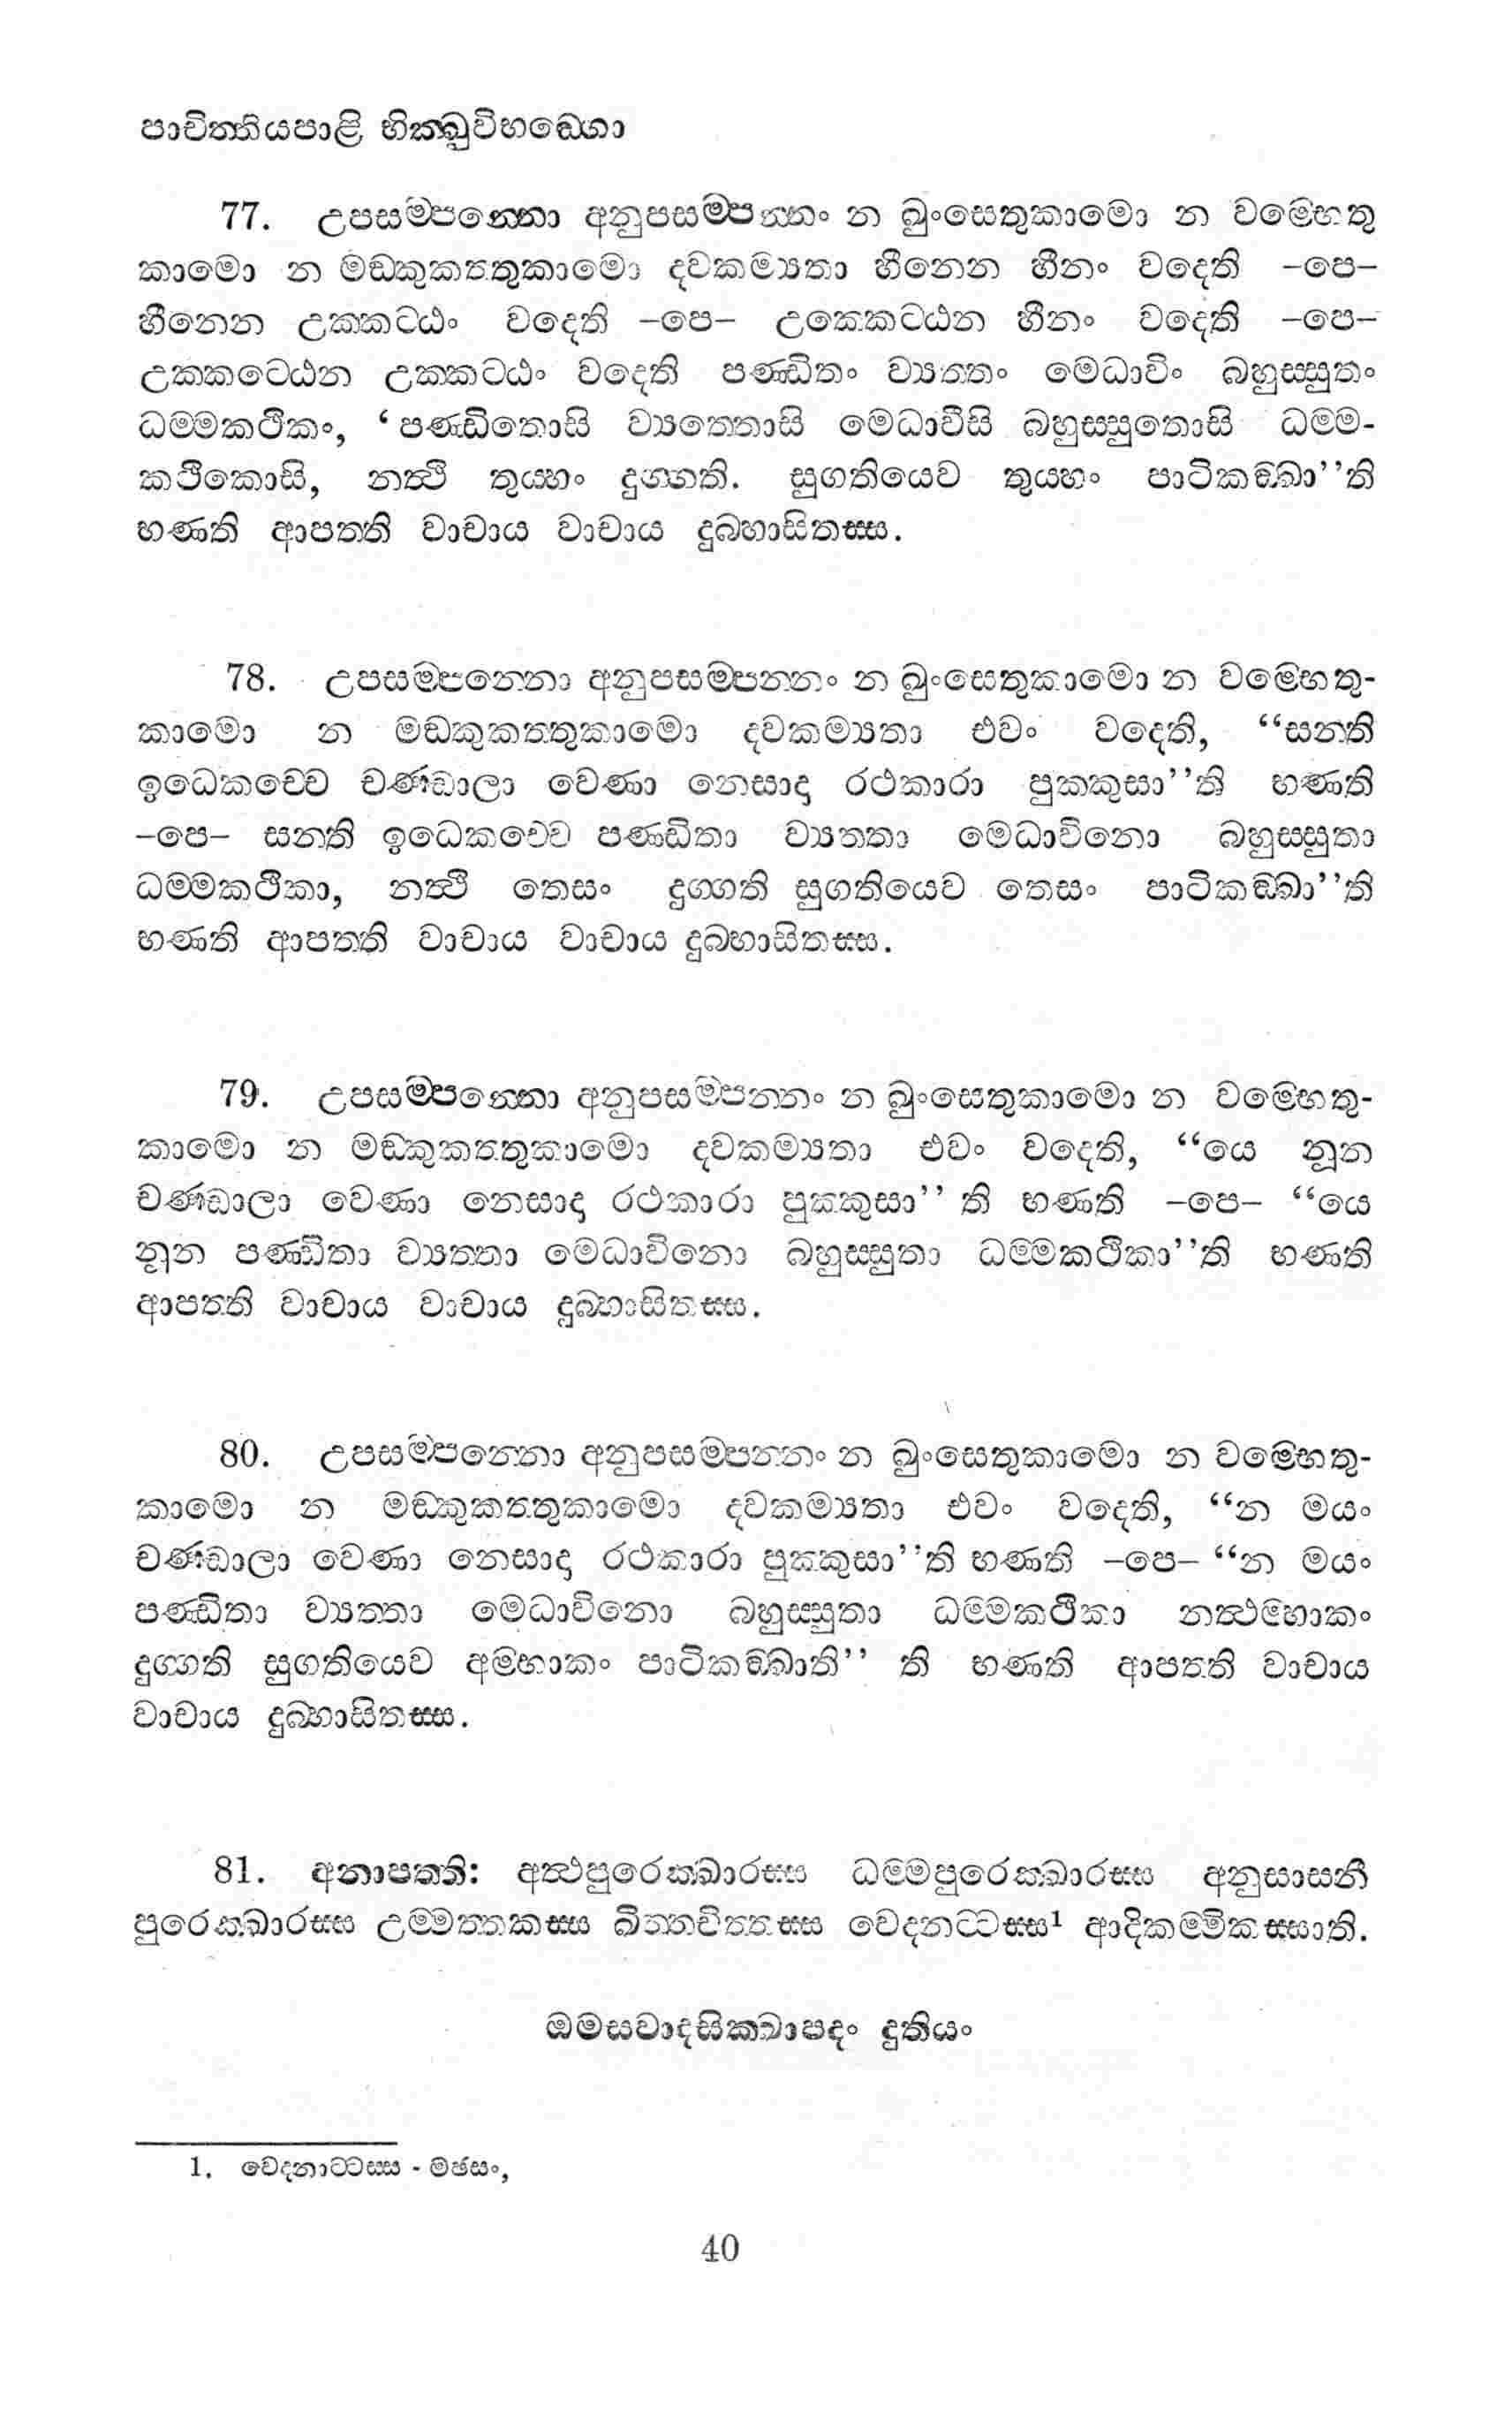 පාචිත්තියපාළි භික්ඛුවිභඞ්ගො
77. උපසම්පන්නො අනුපසම්පන්නං න ඛුංසෙතුකාමො න වම්භෙතු
කාමො න මඞ්කුකත්තුකාමො දවකම්‍යතා හීනෙන හීනං වදෙති –පෙ–
හීනෙන උක්කට්ඨං වදෙති –පෙ– උක්කෙට්ඨන හීනං වදෙති –පෙ–
උක්කට්ඨෙන උක්කට්ඨං වදෙති පණ්ඩිතං ව්‍යත්තං මෙධාවිං බහුස්සුතං
ධම්මකථිකං, ‘පණ්ඩිතොසි ව්‍යත්තොසි මෙධාවීසි බහුස්සුතොසි ධම්ම-
කථිකොසි, නත්ථි තුය්හං දුග්ගති. සුගතියෙව තුය්හං පාටිකඞ්ඛා’’ති
භණති ආපත්ති වාචාය වාචාය දුබ්භාසිතස්ස.
78. උපසම්පන්නො අනුපසම්පන්නං න ඛුංසෙතුකාමො න වම්භෙතු-
කාමො න මඞ්කුකත්තුකාමො දවකම්‍යතා එවං වදෙති, “සන්ති
ඉධෙකච්චෙ චණ්ඩාලා වෙණා නෙසාදා රථකාරා පුක්කුසා’’ති භණති
–පෙ– සන්ති ඉධෙකච්චෙ පණ්ඩිතා ව්‍යත්තා මෙධාවිනො බහුස්සුතා
ධම්මකථිකා, නත්ථි තෙසං දුග්ගති සුගතියෙව තෙසං පාටිකඞ්ඛා’’ති
භණති ආපත්ති වාචාය වාචාය දුබ්භාසිතස්ස.
79. උපසම්පන්නො අනුපසම්පන්නං න ඛුංසෙතුකාමො න වම්භෙතු-
කාමො න මඞ්කුකත්තුකාමො දවකම්‍යතා එවං වදෙති, “යෙ නූන
චණ්ඩාලා වෙණා නෙසාදා රථකාරා පුක්කුසා’’ ති භණති –පෙ– “යෙ
නූන පණ්ඩිතා ව්‍යත්තා මෙධාවිනො බහුස්සුතා ධම්මකථිකා’’ති භණති
ආපත්ති වාචාය වාචාය දුබ්භාසිතස්ස.
80. උපසම්පන්නො අනුපසම්පන්නං න ඛුංසෙතුකාමො න වම්භෙතු-
කාමො න මඞ්කුකත්තුකාමො දවකම්‍යතා එවං වදෙති, “න මයං
චණ්ඩාලා වෙණා නෙසාදා රථකාරා පුක්කුසා’’ති භණති –පෙ– “න මයං
පණ්ඩිතා ව්‍යත්තා මෙධාවිනො බහුස්සුතා ධම්මකථිකා නත්ථම්හාකං
දුග්ගති සුගතියෙව අම්හාකං පාටිකඞ්ඛාති’’ ති භණති ආපත්ති වාචාය
වාචාය දුබ්භාසිතස්ස.
81. අනාපත්ති: අත්ථපුරෙක්ඛාරස්ස ධම්මපුරෙක්ඛාරස්ස අනුසාසනී
පුරෙක්ඛාරස්ස උම්මත්තකස්ස ඛිත්තචිත්තස්ස වෙදනට්ටස්ස¹ ආදිකම්මිකස්සාති.
ඔමසවාදසික්ඛාපදං දුතියං
1. වෙදනාට්ටස්ස - මඡසං,
40